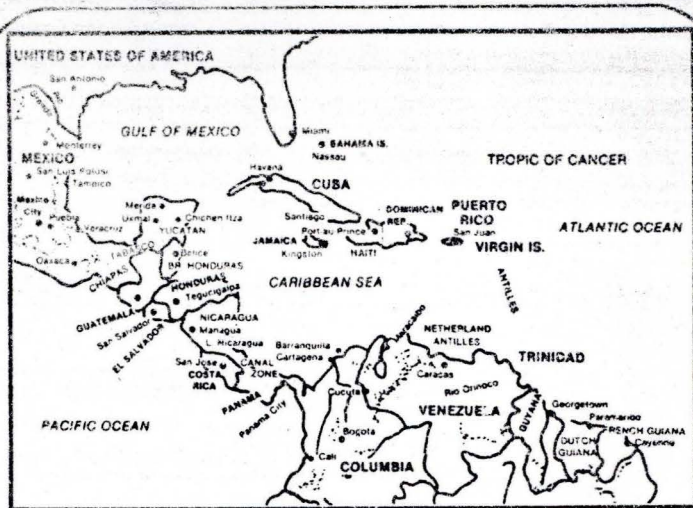 UNITED STATES OF AMERICA
San Antonio
GULF OF MEXICO
Monterrey
MEXICO
San Luis Potosi
Tampico
Mexico
City
Puebla
Veracruz
Oaxaca
Merida
Uxmal
Chichen Itza
YUCATAN
TABASCO
CHIAPAS
BR. HONDURAS
HONDURAS
Tegucigalpa
GUATEMALA
San Salvador
EL SALVADOR
NICARAGUA
Managua
L. Nicaragua
San Jose
COSTA
RICA
CANAL
ZONE
PANAMA
Panama City
PACIFIC OCEAN
Miami
BAHAMA IS.
Nassau
Havana
CUBA
Santiago
Port-au-Prince
JAMAICA
Kingston
HAITI
DOMINICAN
REP.
PUERTO
RICO
San Juan
VIRGIN IS.
TROPIC OF CANCER
ATLANTIC OCEAN
CARIBBEAN SEA
ANTILLES
NETHERLAND
ANTILLES
TRINIDAD
Barranquilla
Cartagena
Maracaibo
Caracas
Rio Orinoco
Cucuta
VENEZUELA
Bogota
Cali
COLUMBIA
GUYANA
Georgetown
Paramaribo
FRENCH GUIANA
DUTCH
GUIANA